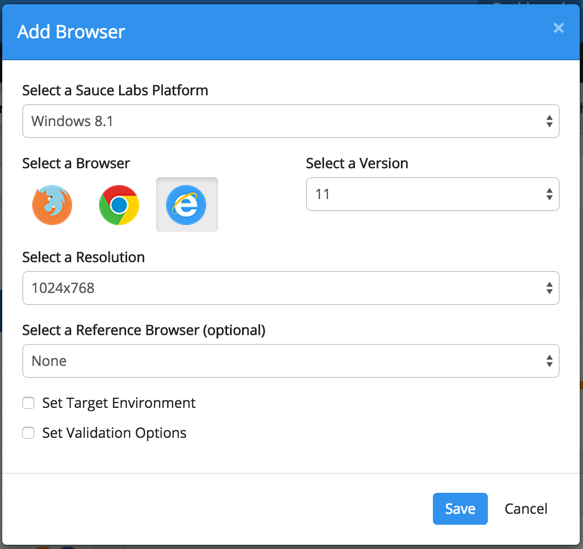 Add Browser
×
Select a Sauce Labs Platform
Windows 8.1
Select a Browser
Select a Version
11
Select a Resolution
1024x768
Select a Reference Browser (optional)
None
Set Target Environment
Set Validation Options
Save Cancel